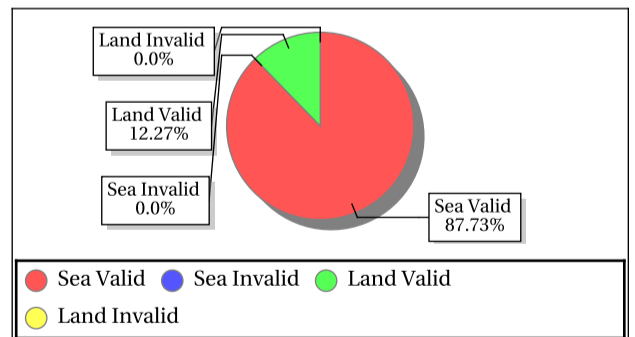 Land Invalid
0.0%
Land Valid
12.27%
Sea Invalid
0.0%
Sea Valid
87.73%
Sea Valid
Sea Invalid
Land Valid
Land Invalid